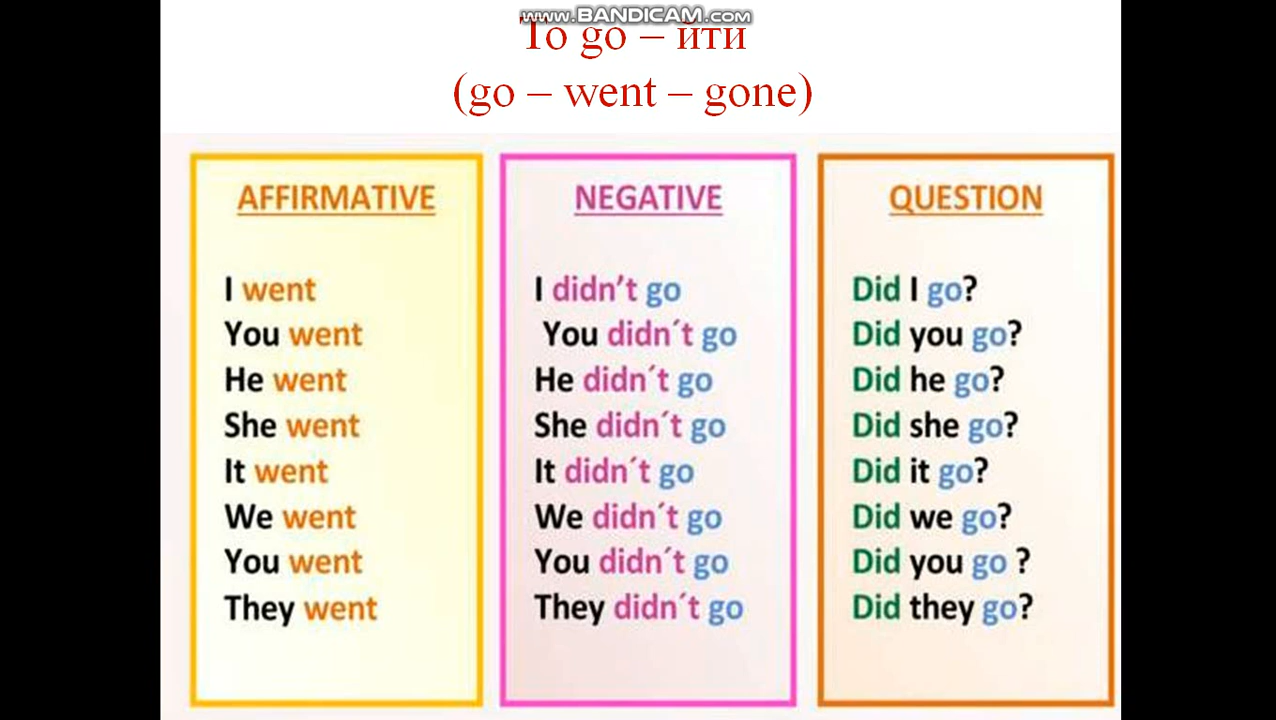 www.BANDICAM.com
To go – йти
(go – went – gone)
AFFIRMATIVE
I went
You went
He went
She went
It went
We went
You went
They went
NEGATIVE
I didn’t go
You didn´t go
He didn´t go
She didn´t go
It didn´t go
We didn´t go
You didn´t go
They didn´t go
QUESTION
Did I go?
Did you go?
Did he go?
Did she go?
Did it go?
Did we go?
Did you go ?
Did they go?